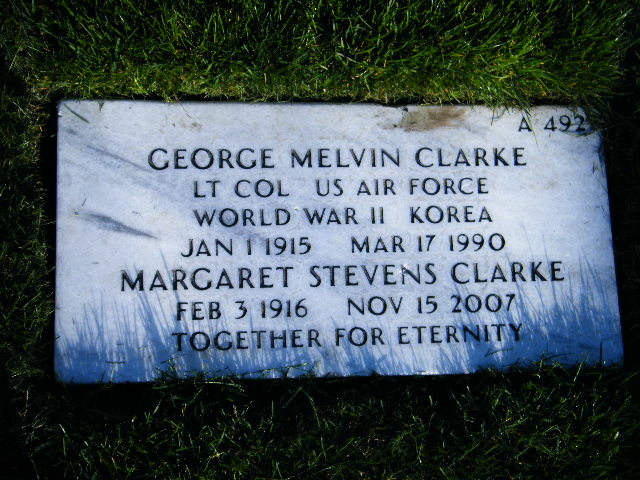 A 492
GEORGE MELVIN CLARKE
LT COL US AIR FORCE
WORLD WAR II KOREA
JAN 1 1915 MAR 17 1990
MARGARET STEVENS CLARKE
FEB 3 1916 NOV 15 2007
TOGETHER FOR ETERNITY